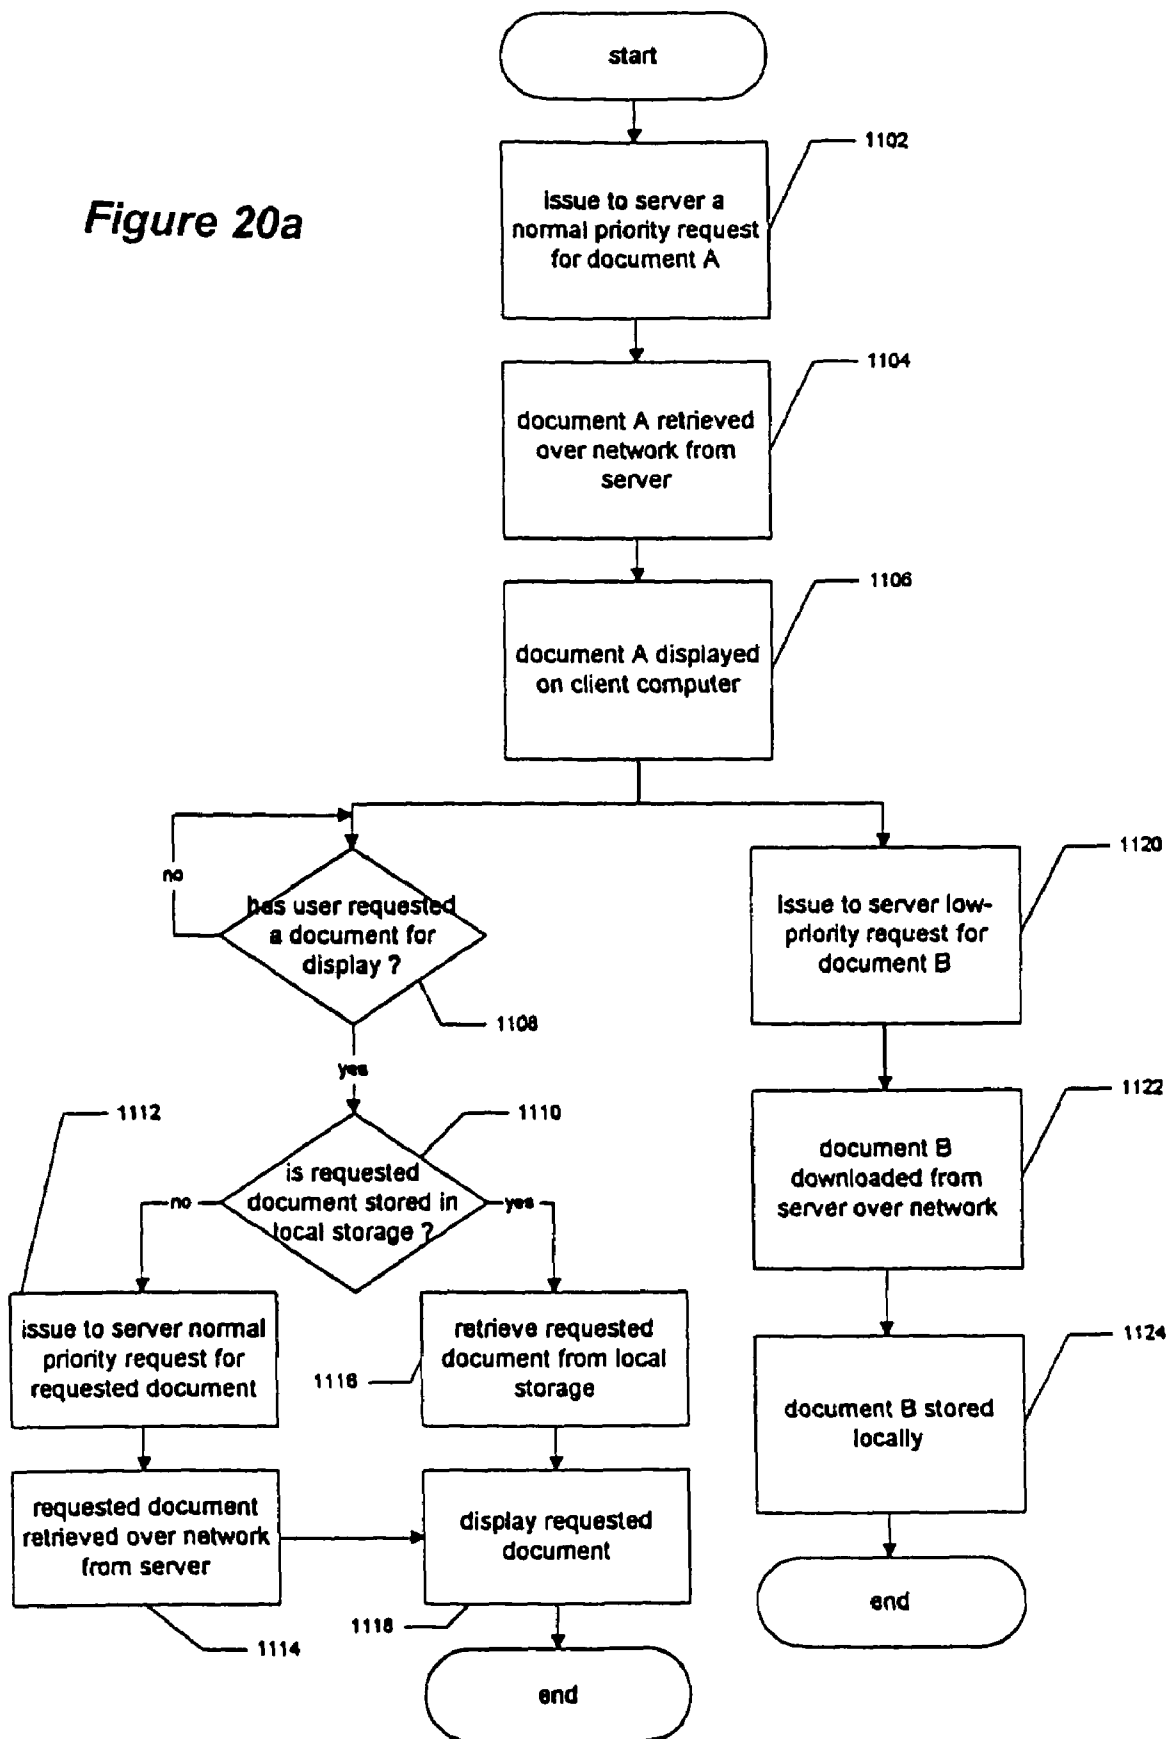 start
1102
issue to server a
normal priority request
for document A
Figure 20a
1104
document A retrieved
over network from
server
1106
document A displayed
on client computer
no
has user requested
a document for
display ?
1108
yes
1120
issue to server low-
priority request for
document B
1122
document B
downloaded from
server over network
1112
1110
is requested
document stored in
local storage ?
no
yes
issue to server normal
priority request for
requested document
1116
retrieve requested
document from local
storage
1124
document B stored
locally
requested document
retrieved over network
from server
display requested
document
1114
1118
end
end